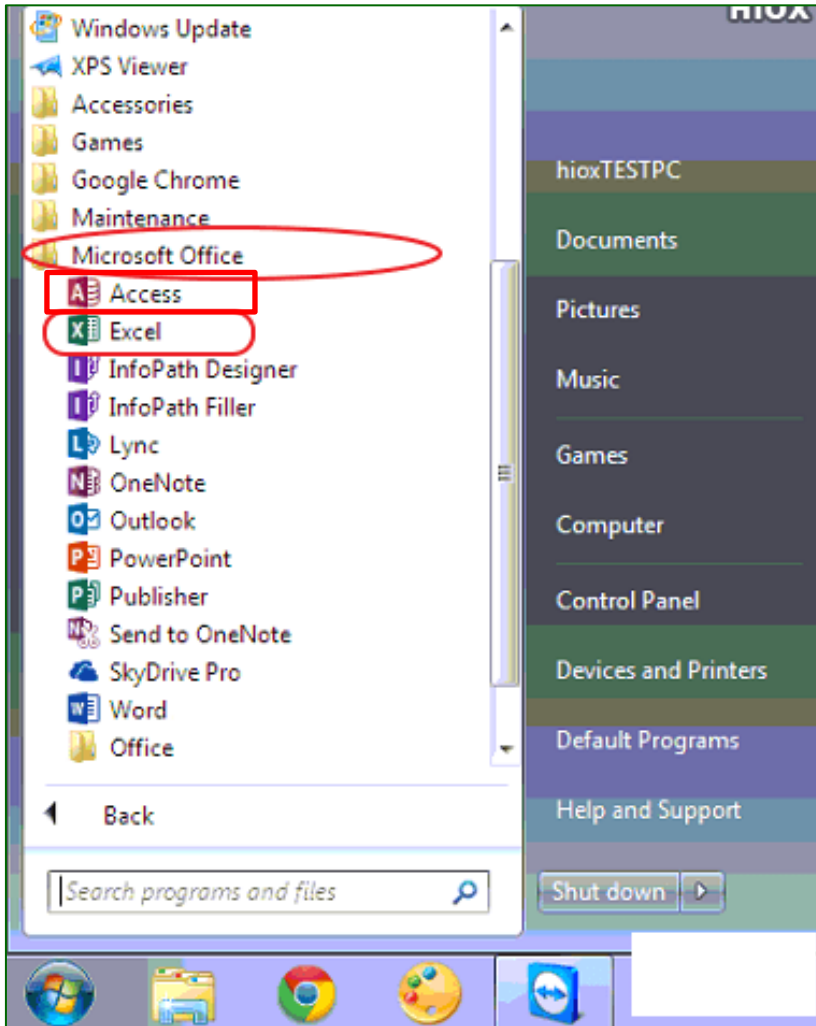 Windows Update
XPS Viewer
Accessories
Games
Google Chrome
Maintenance
Microsoft Office
Access
Excel
InfoPath Designer
InfoPath Filler
Lync
OneNote
Outlook
PowerPoint
Publisher
Send to OneNote
SkyDrive Pro
Word
Office
Back
Search programs and files
HIOX
hioxTESTPC
Documents
Pictures
Music
Games
Computer
Control Panel
Devices and Printers
Default Programs
Help and Support
Shut down